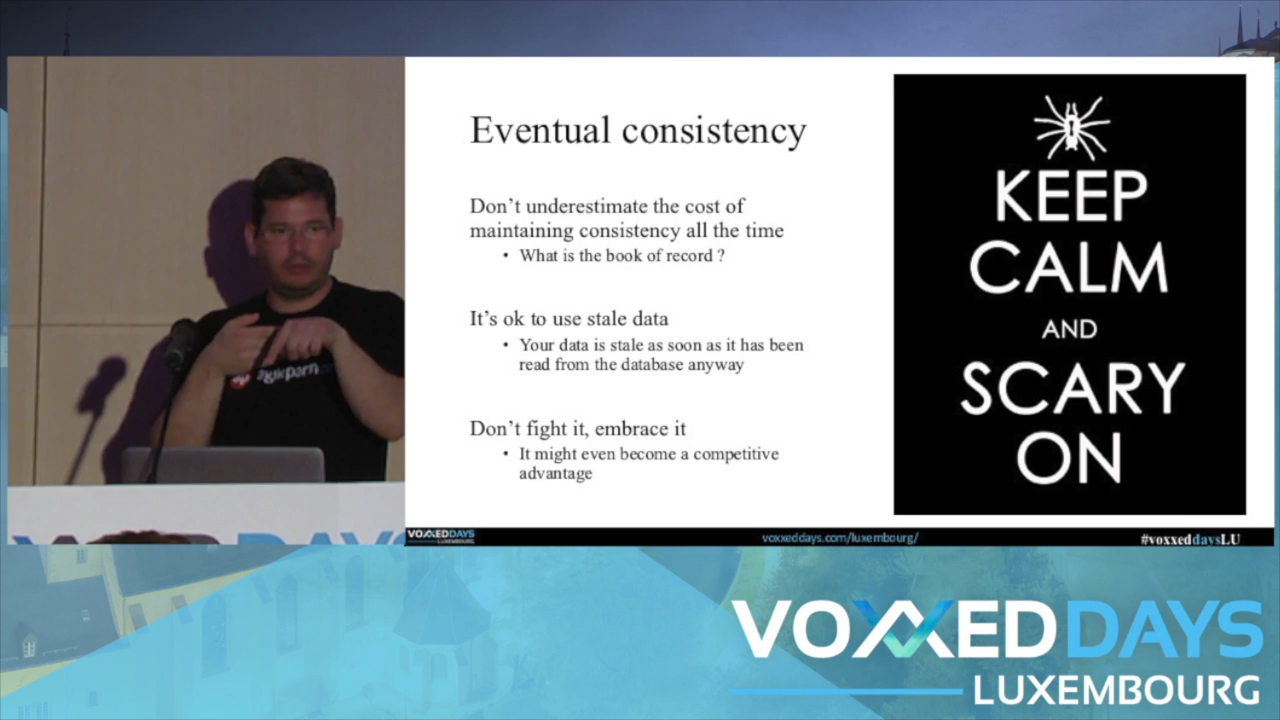 Eventual consistency
Don't underestimate the cost of
maintaining consistency all the time
• What is the book of record ?
It's ok to use stale data
• Your data is stale as soon as it has been
read from the database anyway
Don't fight it, embrace it
• It might even become a competitive
advantage
KEEP
CALM
AND
SCARY
ON
VOXXEDDAYS
LUXEMBOURG
voxxeddays.com/luxembourg/
#voxxeddaysLU
VOXXEDDAYS
LUXEMBOURG